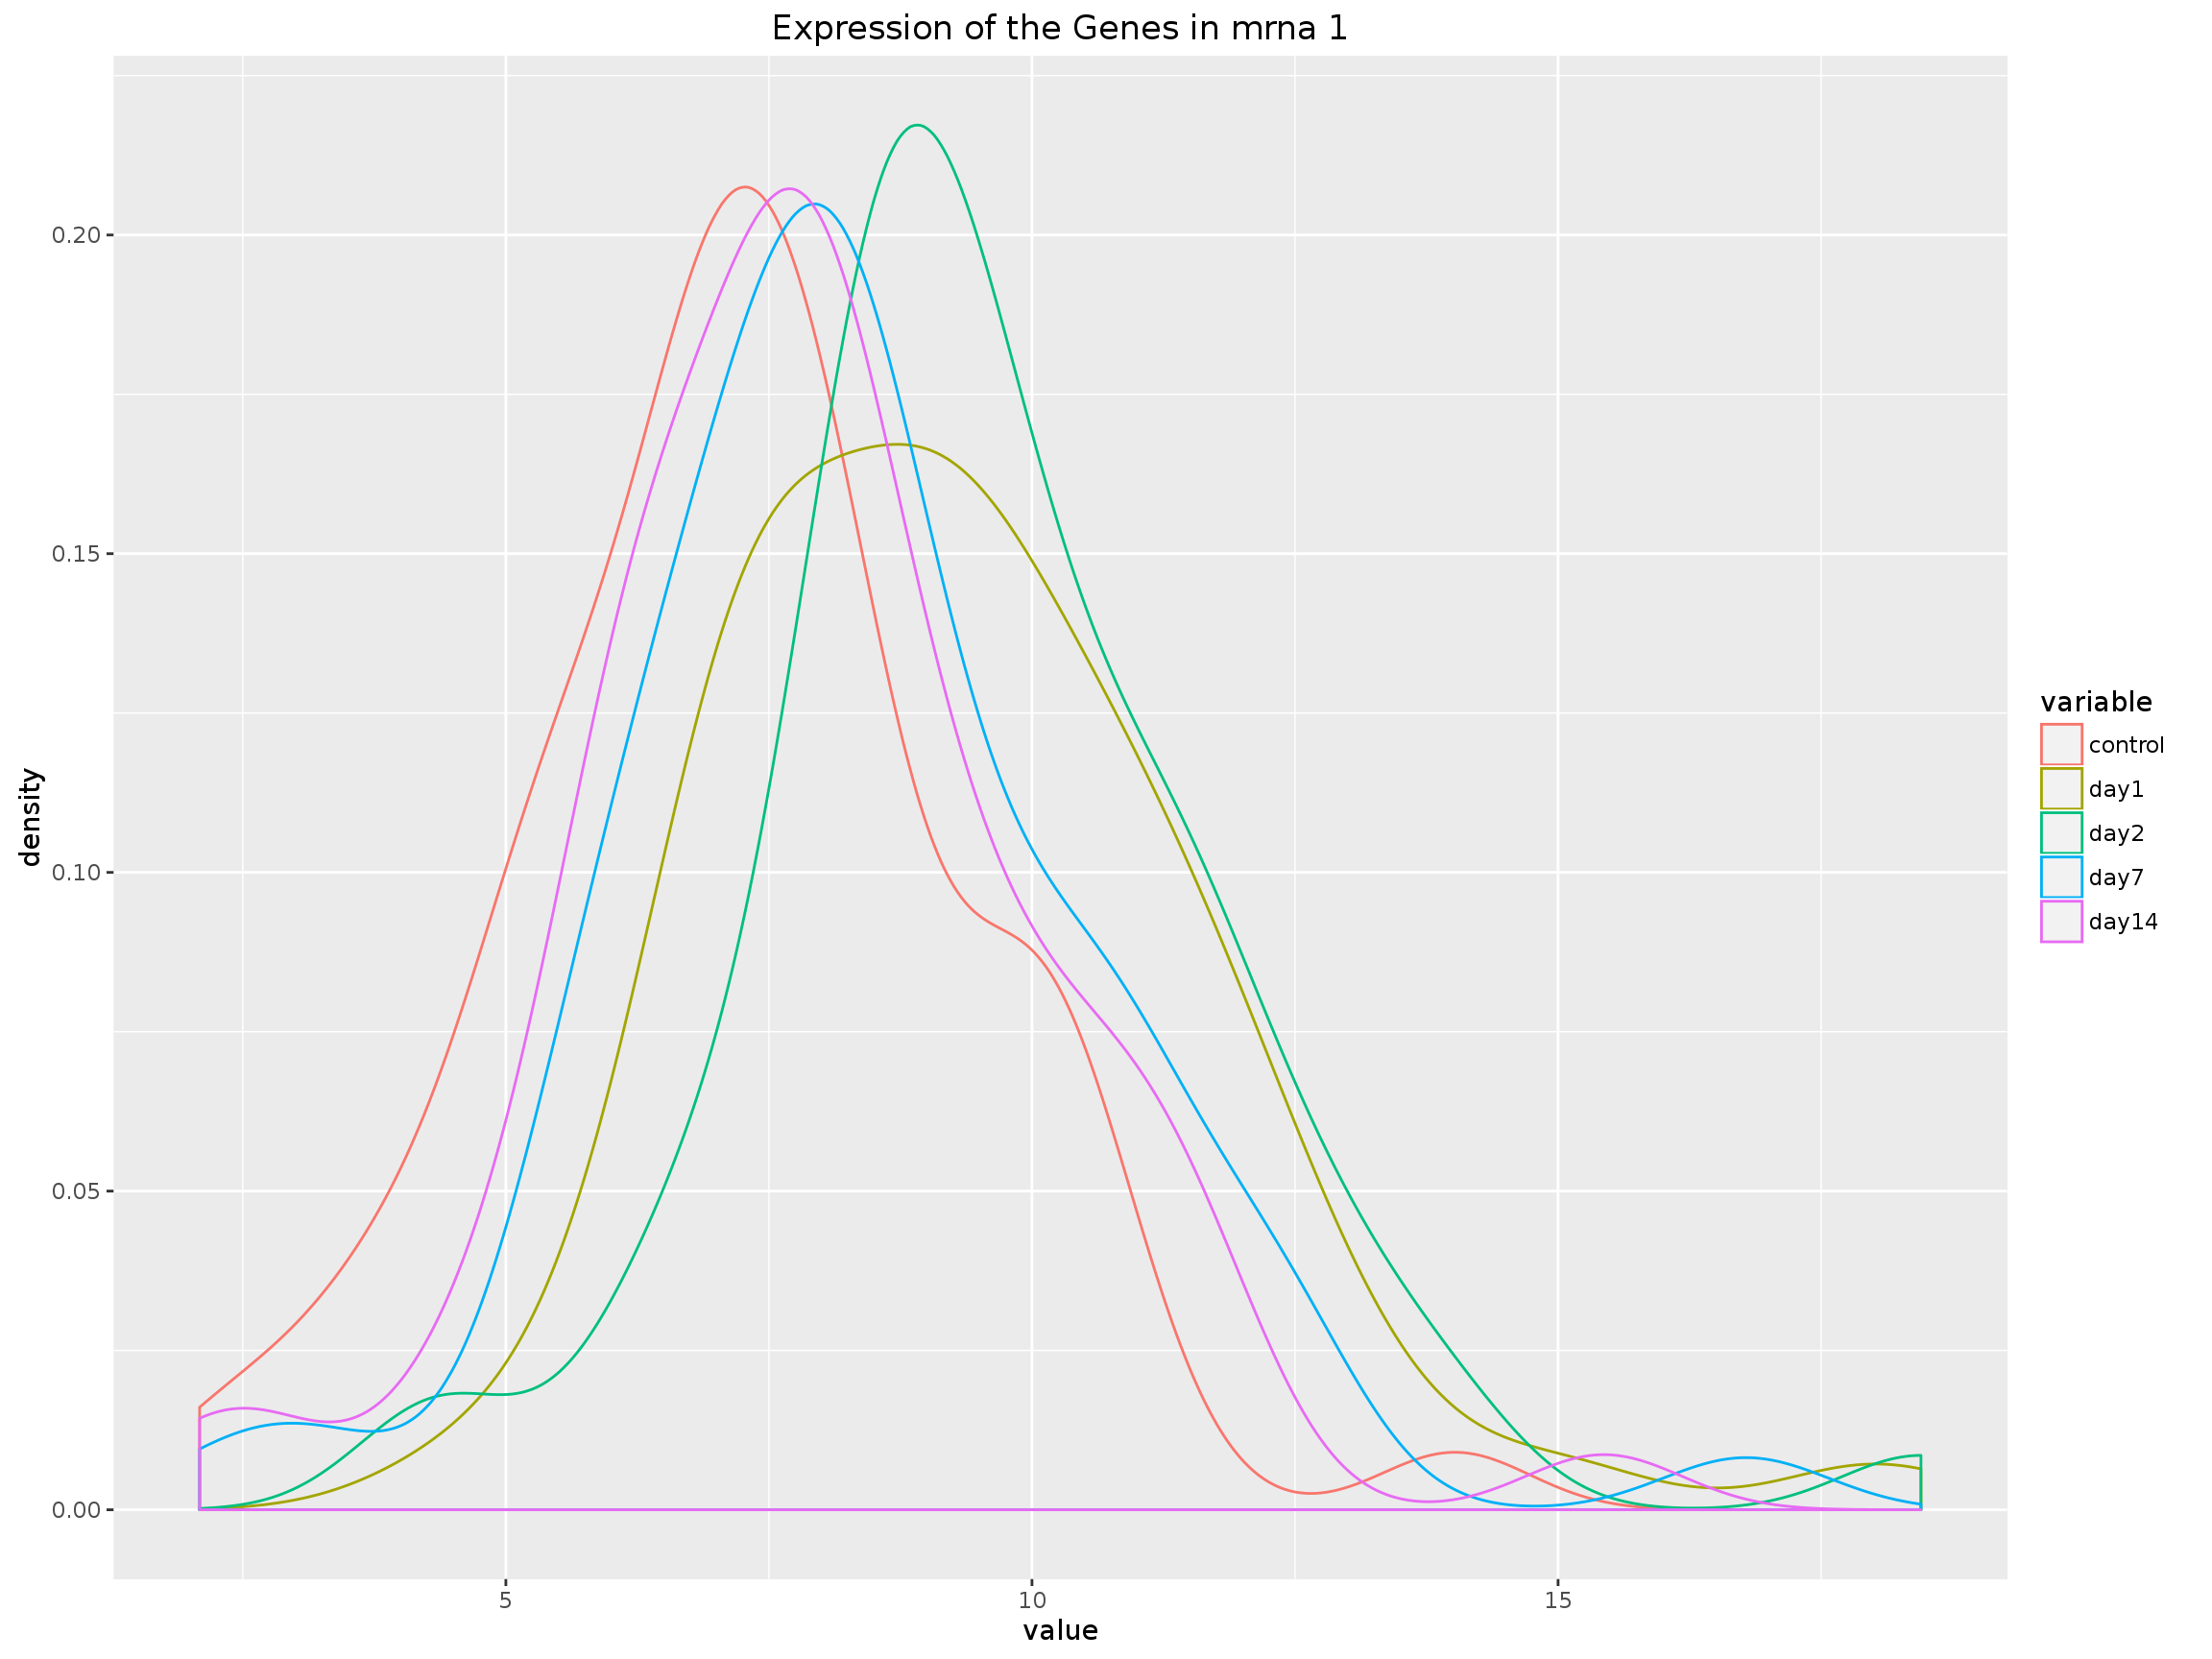 Expression of the Genes in mrna 1
density
0.20
0.15
0.10
0.05
0.00
5
10
15
value
variable
control
day1
day2
day7
day14